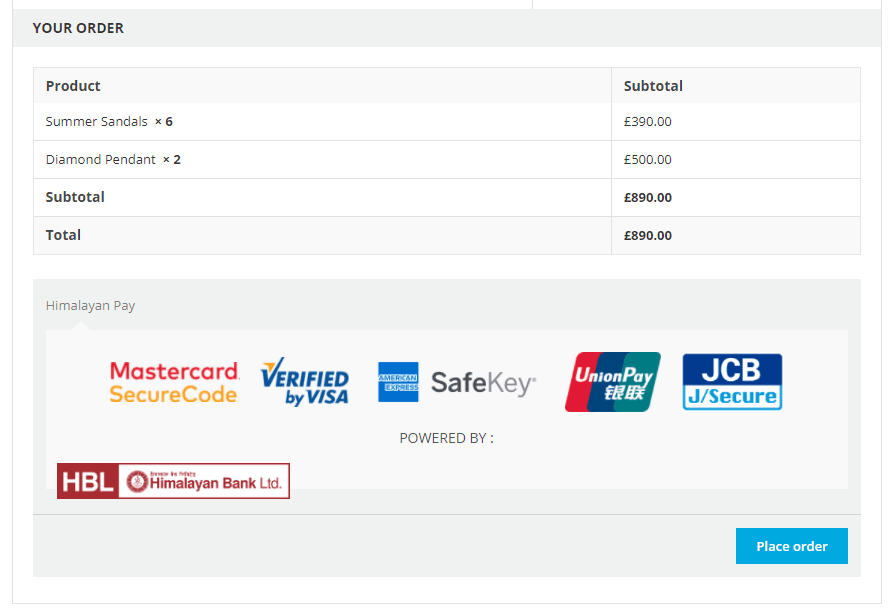 YOUR ORDER
Product Subtotal
Summer Sandals × 6 £390.00
Diamond Pendant × 2 £500.00
Subtotal £890.00
Total £890.00
Himalayan Pay
Mastercard.
SecureCode
VERIFIED
by VISA
AMERICAN
EXPRESS
SafeKey®
UnionPay
银联
JCB
J/Secure
POWERED BY :
HBL Himalayan Bank Ltd.
Place order